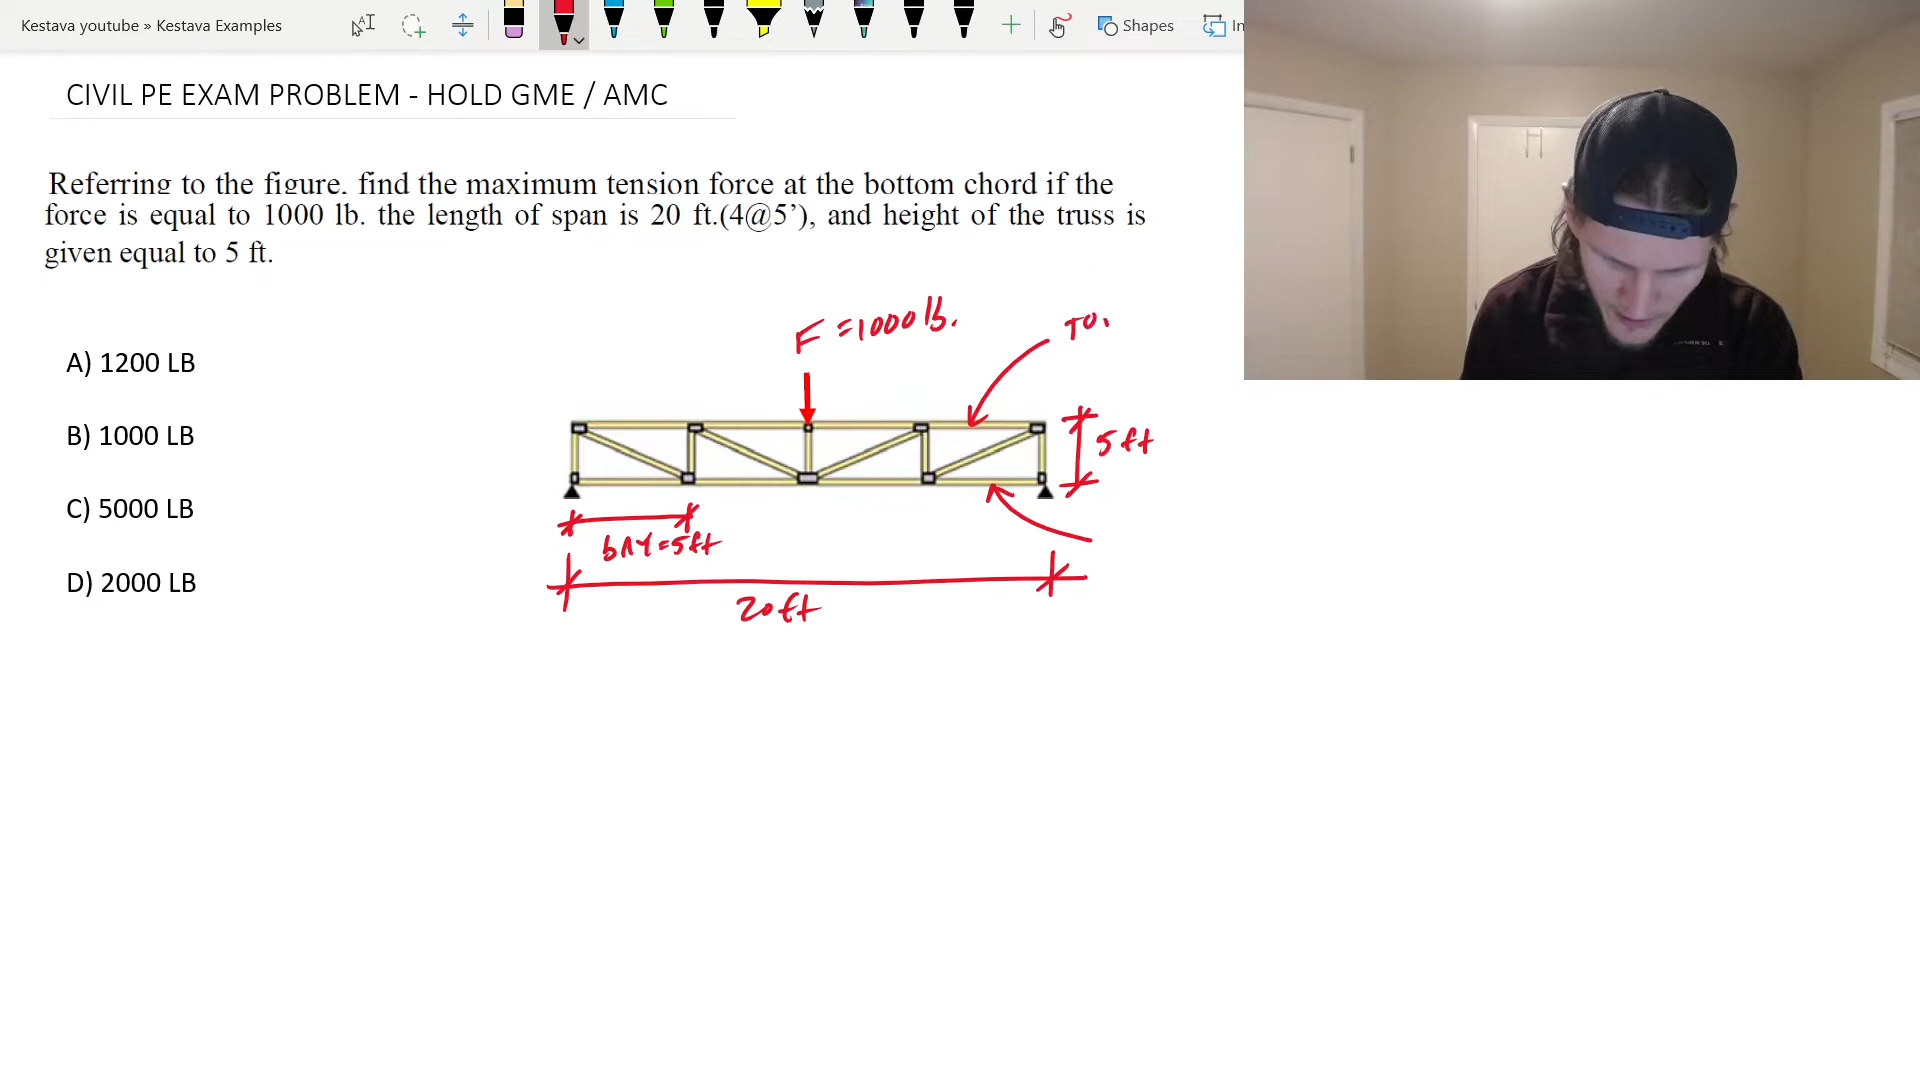 Kestava youtube » Kestava Examples
Shapes
In
CIVIL PE EXAM PROBLEM - HOLD GME / AMC
Referring to the figure, find the maximum tension force at the bottom chord if the
force is equal to 1000 lb. the length of span is 20 ft.(4@5’), and height of the truss is
given equal to 5 ft.
A) 1200 LB
B) 1000 LB
C) 5000 LB
D) 2000 LB
F = 1000 lb.
TO.
5 ft
bAY = 5ft
20ft